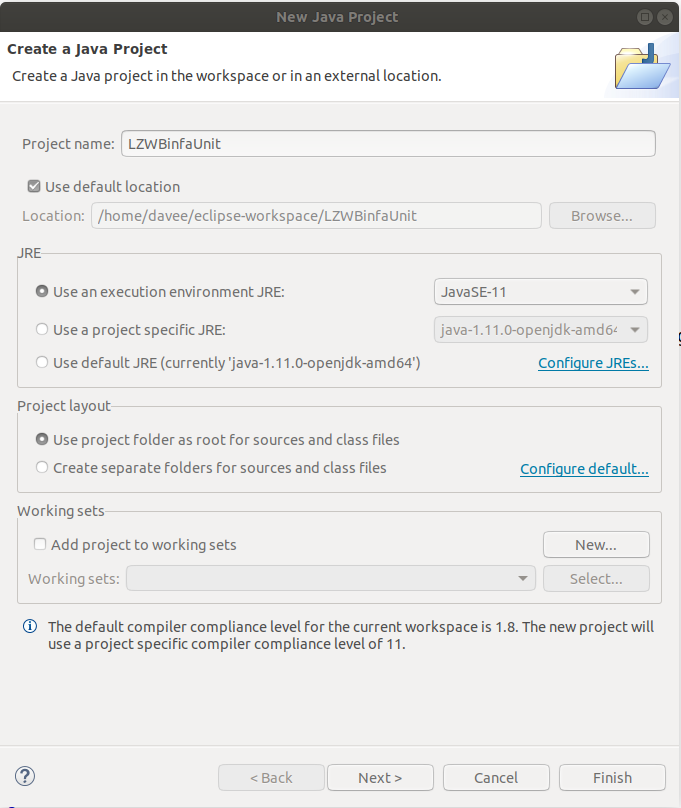 New Java Project
Create a Java Project
Create a Java project in the workspace or in an external location.
Project name: LZWBinfaUnit
Use default location
Location: /home/davee/eclipse-workspace/LZWBinfaUnit Browse...
JRE
Use an execution environment JRE: JavaSE-11
Use a project specific JRE: java-1.11.0-openjdk-amd64
Use default JRE (currently 'java-1.11.0-openjdk-amd64') Configure JREs...
Project layout
Use project folder as root for sources and class files
Create separate folders for sources and class files Configure default...
Working sets
Add project to working sets New...
Working sets: Select...
The default compiler compliance level for the current workspace is 1.8. The new project will
use a project specific compiler compliance level of 11.
? < Back Next > Cancel Finish